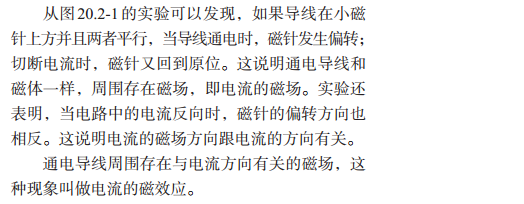 从图20.2-1的实验可以发现，如果导线在小磁
针上方并且两者平行，当导线通电时，磁针发生偏转；
切断电流时，磁针又回到原位。这说明通电导线和
磁体一样，周围存在磁场，即电流的磁场。实验还
表明，当电路中的电流反向时，磁针的偏转方向也
相反。这说明电流的磁场方向跟电流的方向有关。
通电导线周围存在与电流方向有关的磁场，这
种现象叫做电流的磁效应。